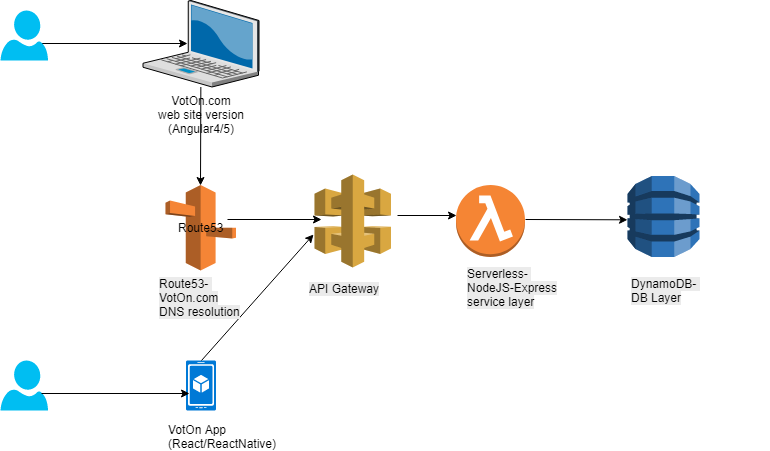 VotOn.com
web site version
(Angular4/5)
Route53
Route53-
VotOn.com
DNS resolution
API Gateway
Serverless-
NodeJS-Express
service layer
DynamoDB-
DB Layer
VotOn App
(React/ReactNative)